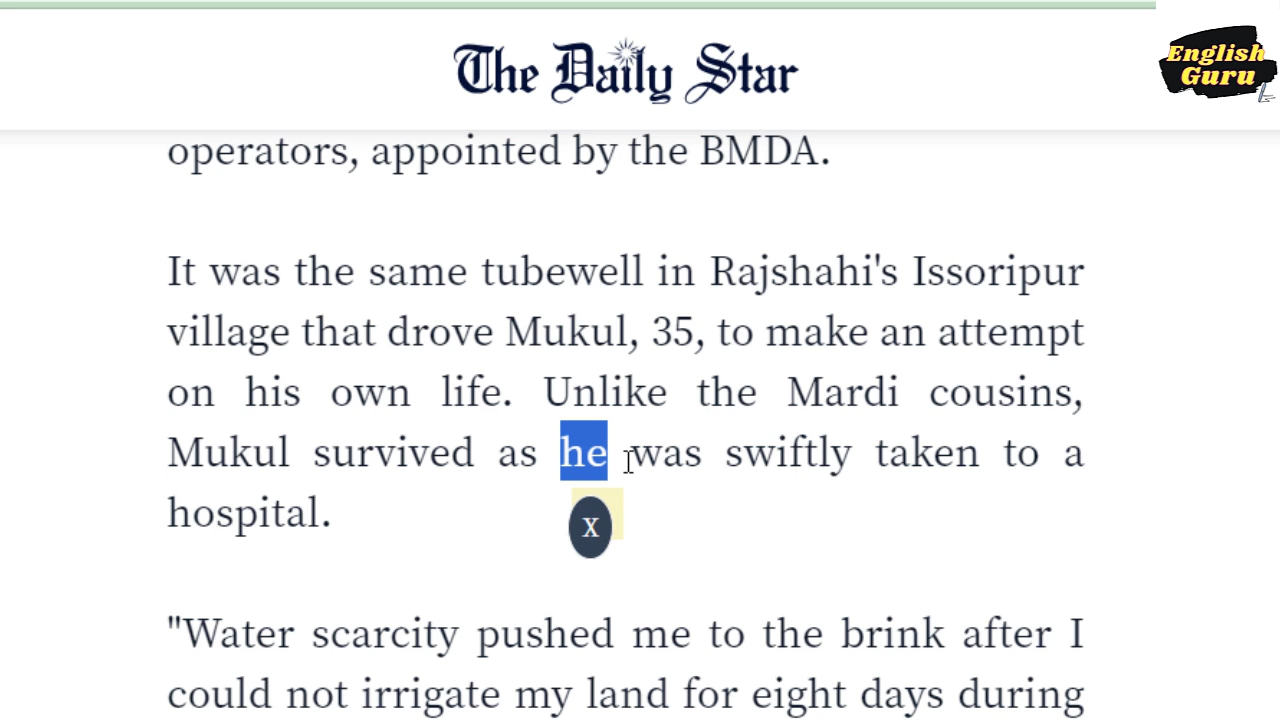 The Daily Star
English
Guru
operators, appointed by the BMDA.
It was the same tubewell in Rajshahi's Issoripur
village that drove Mukul, 35, to make an attempt
on his own life. Unlike the Mardi cousins,
Mukul survived as he was swiftly taken to a
hospital.
x
"Water scarcity pushed me to the brink after I
could not irrigate my land for eight days during